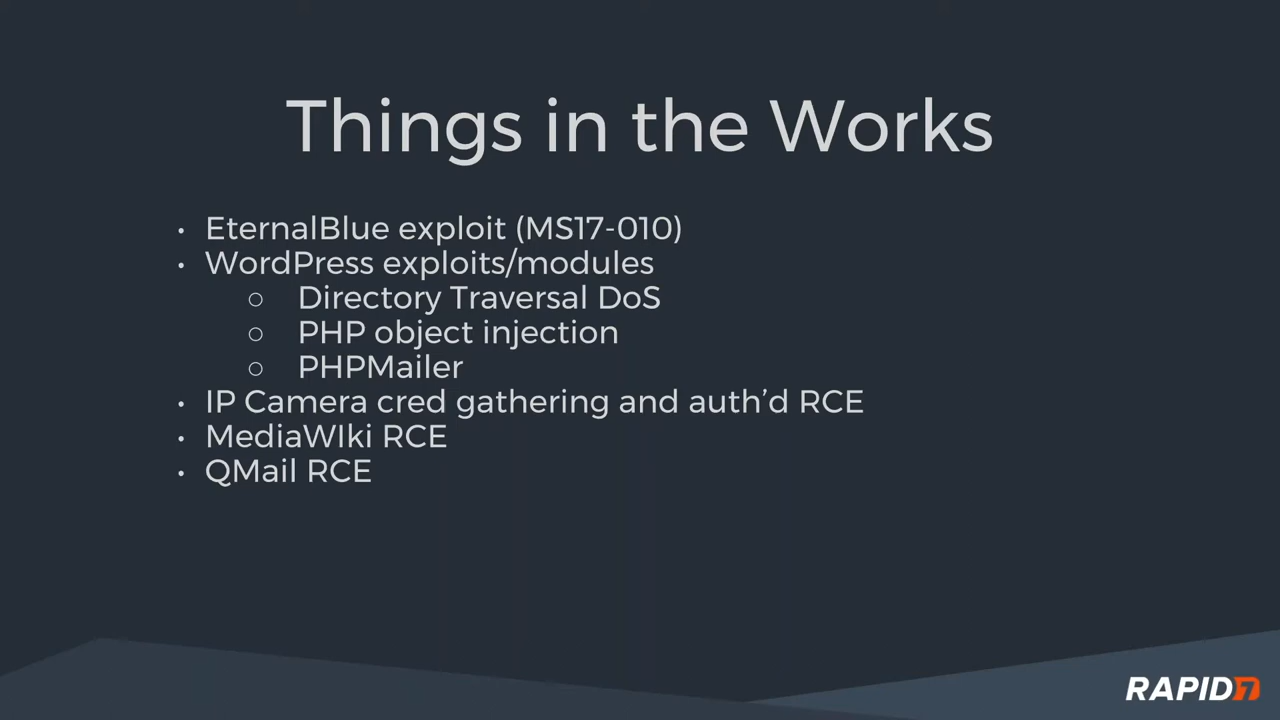 Things in the Works
• EternalBlue exploit (MS17-010)
• WordPress exploits/modules
○ Directory Traversal DoS
○ PHP object injection
○ PHPMailer
• IP Camera cred gathering and auth’d RCE
• MediaWIki RCE
• QMail RCE
RAPID7